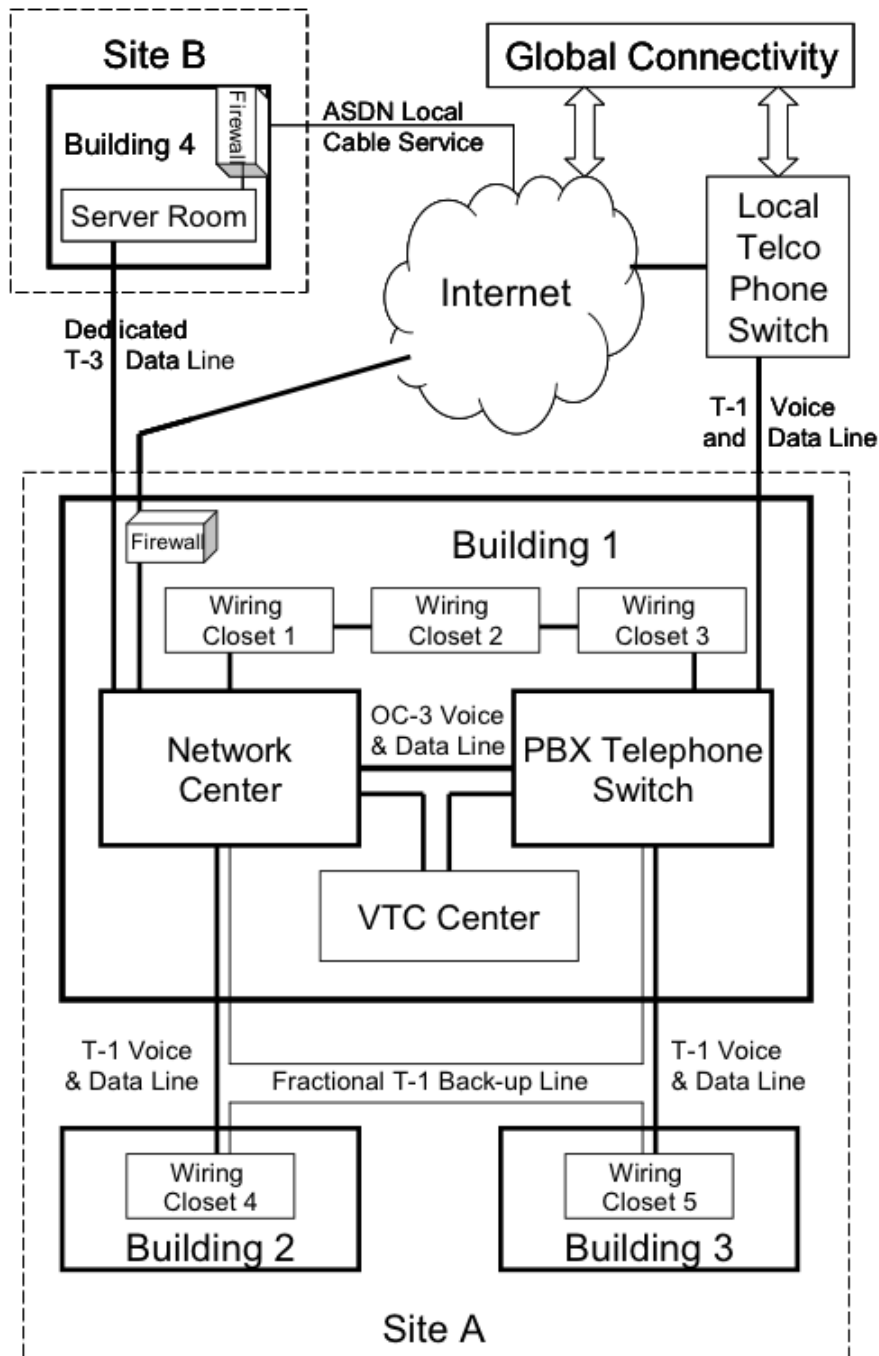 Site B
Global Connectivity
Firewall
Building 4
Server Room
ASDN Local
Cable Service
Local
Telco
Phone
Switch
Internet
Dedicated
T-3 Data Line
T-1 Voice
and Data Line
Firewall
Building 1
Wiring
Closet 1
Wiring
Closet 2
Wiring
Closet 3
Network
Center
OC-3 Voice
& Data Line
PBX Telephone
Switch
VTC Center
T-1 Voice
& Data Line
Fractional T-1 Back-up Line
T-1 Voice
& Data Line
Wiring
Closet 4
Building 2
Wiring
Closet 5
Building 3
Site A